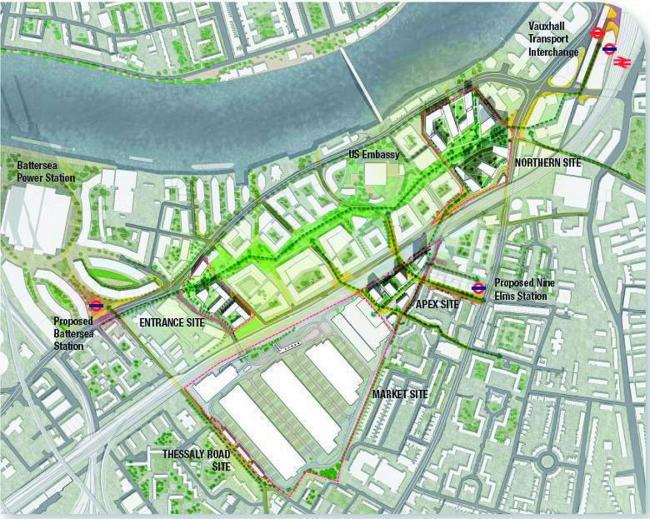 Vauxhall
Transport
Interchange
US Embassy
NORTHERN SITE
Battersea
Power Station
Proposed Nine
Elms Station
APEX SITE
Proposed
Battersea
Station
ENTRANCE SITE
MARKET SITE
THESSALY ROAD
SITE